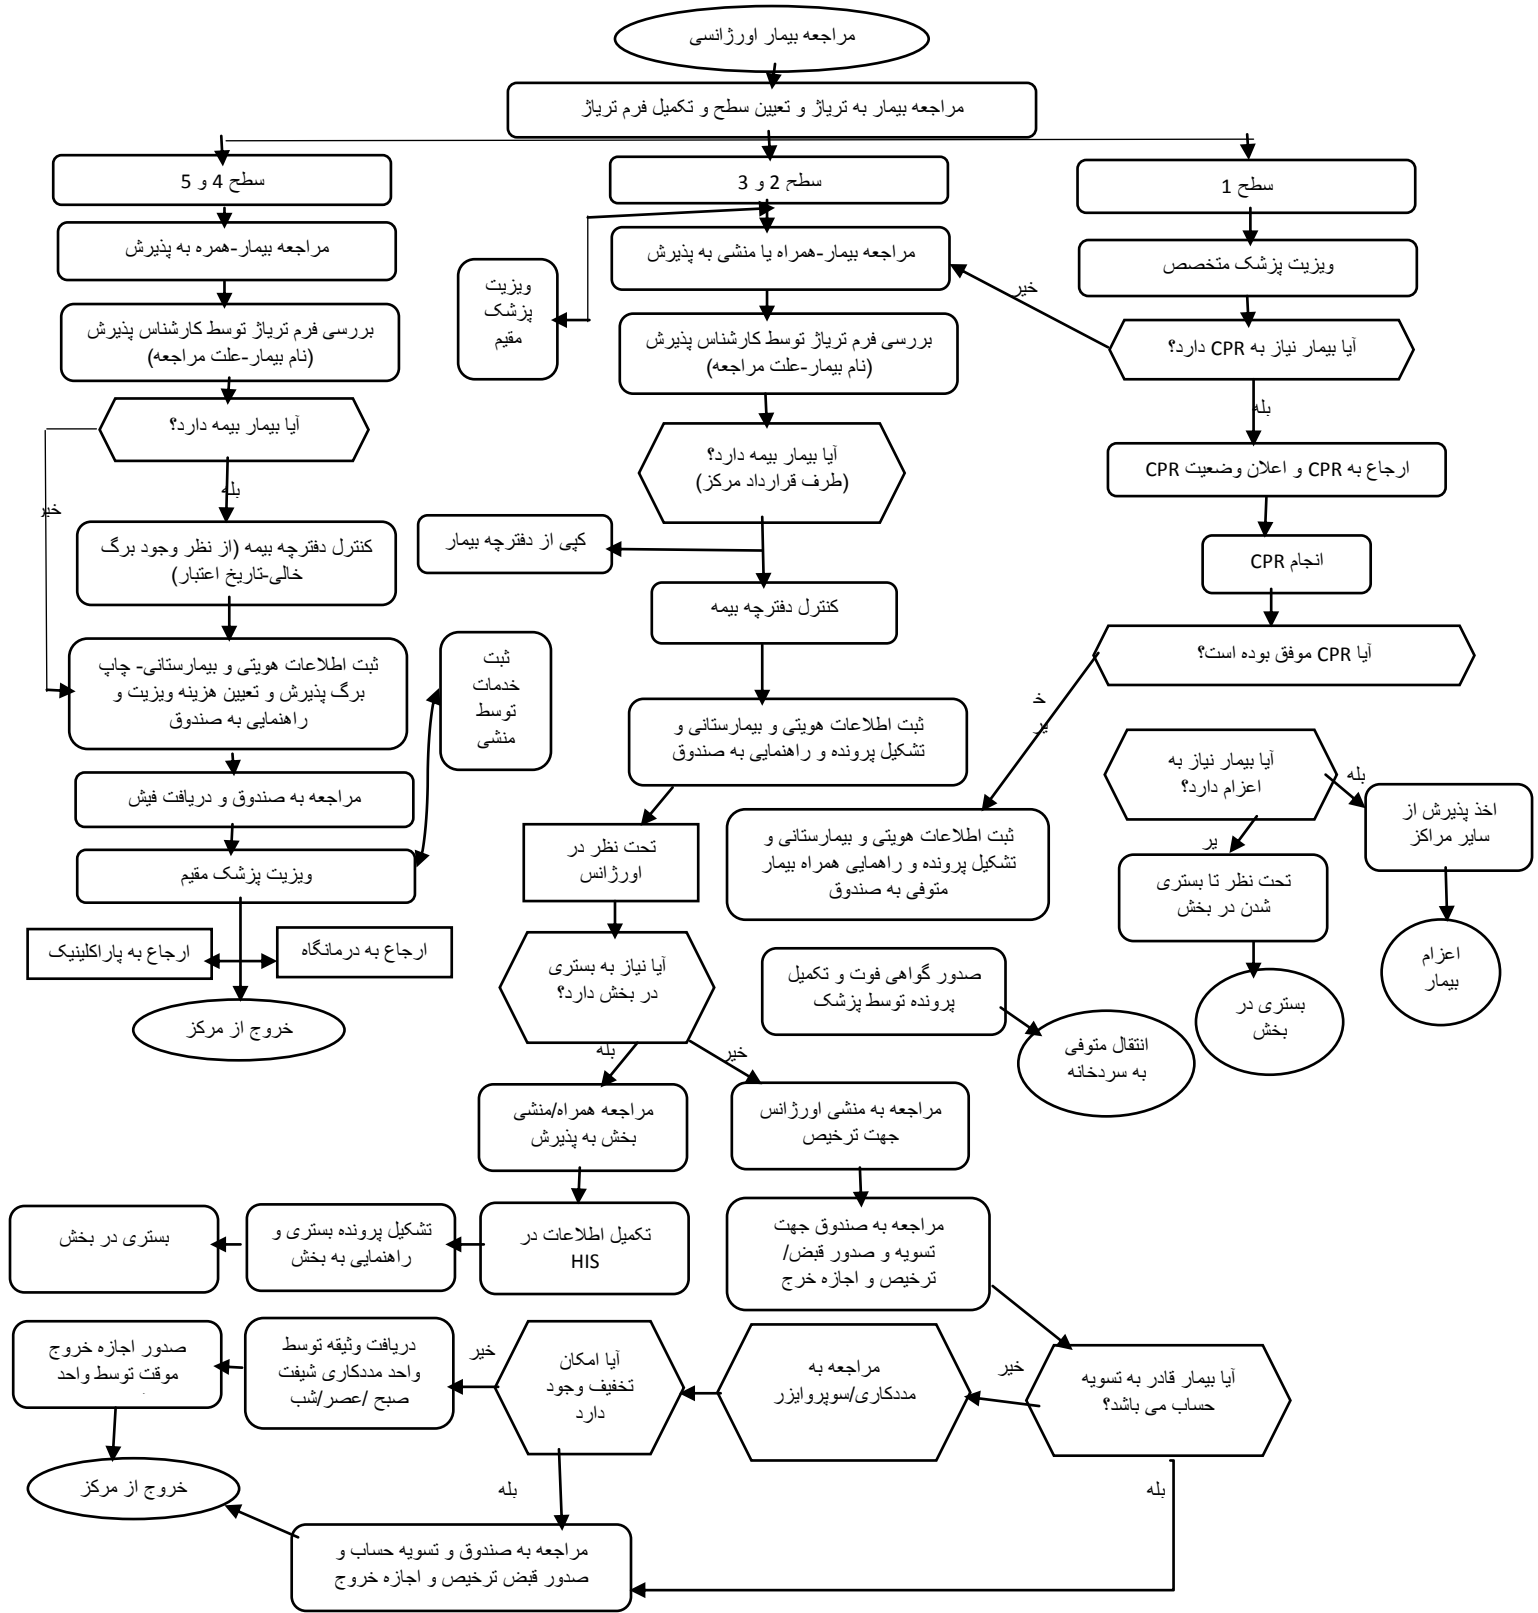 مراجعه بیمار اورژانسی
مراجعه بیمار به تریاژ و تعیین سطح و تکمیل فرم تریاژ
سطح 1
ویزیت پزشک متخصص
آیا بیمار نیاز به CPR دارد؟
خیر
بله
ارجاع به CPR و اعلان وضعیت CPR
انجام CPR
آیا CPR موفق بوده است؟
خ
یر
ثبت اطلاعات هویتی و بیمارستانی و
تشکیل پرونده و راهمایی همراه بیمار
متوفی به صندوق
صدور گواهی فوت و تکمیل
پرونده توسط پزشک
انتقال متوفی
به سردخانه
آیا بیمار نیاز به
اعزام دارد؟
بله
اخذ پذیرش از
سایر مراکز
اعزام
بیمار
یر
تحت نظر تا بستری
شدن در بخش
بستری در
بخش
سطح 2 و 3
مراجعه بیمار-همراه یا منشی به پذیرش
ویزیت
پزشک
مقیم
بررسی فرم تریاژ توسط کارشناس پذیرش
(نام بیمار-علت مراجعه)
آیا بیمار بیمه دارد؟
(طرف قرارداد مرکز)
کپی از دفترچه بیمار
کنترل دفترچه بیمه
ثبت اطلاعات هویتی و بیمارستانی و
تشکیل پرونده و راهنمایی به صندوق
تحت نظر در
اورژانس
آیا نیاز به بستری
در بخش دارد؟
بله
خیر
مراجعه همراه/منشی
بخش به پذیرش
تکمیل اطلاعات در
HIS
تشکیل پرونده بستری و
راهنمایی به بخش
بستری در بخش
مراجعه به منشی اورژانس
جهت ترخیص
مراجعه به صندوق جهت
تسویه و صدور قبض/
ترخیص و اجازه خرج
آیا بیمار قادر به تسویه
حساب می باشد؟
خیر
بله
مراجعه به
مددکاری/سوپروایزر
آیا امکان
تخفیف وجود
دارد
خیر
بله
دریافت وثیقه توسط
واحد مددکاری شیفت
صبح /عصر/شب
صدور اجازه خروج
موقت توسط واحد
خروج از مرکز
مراجعه به صندوق و تسویه حساب و
صدور قبض ترخیص و اجازه خروج
سطح 4 و 5
مراجعه بیمار-همره به پذیرش
بررسی فرم تریاژ توسط کارشناس پذیرش
(نام بیمار-علت مراجعه)
آیا بیمار بیمه دارد؟
خیر
بله
کنترل دفترچه بیمه (از نظر وجود برگ
خالی-تاریخ اعتبار)
ثبت اطلاعات هویتی و بیمارستانی- چاپ
برگ پذیرش و تعیین هزینه ویزیت و
راهنمایی به صندوق
ثبت
خدمات
توسط
منشی
مراجعه به صندوق و دریافت فیش
ویزیت پزشک مقیم
ارجاع به درمانگاه
ارجاع به پاراکلینیک
خروج از مرکز